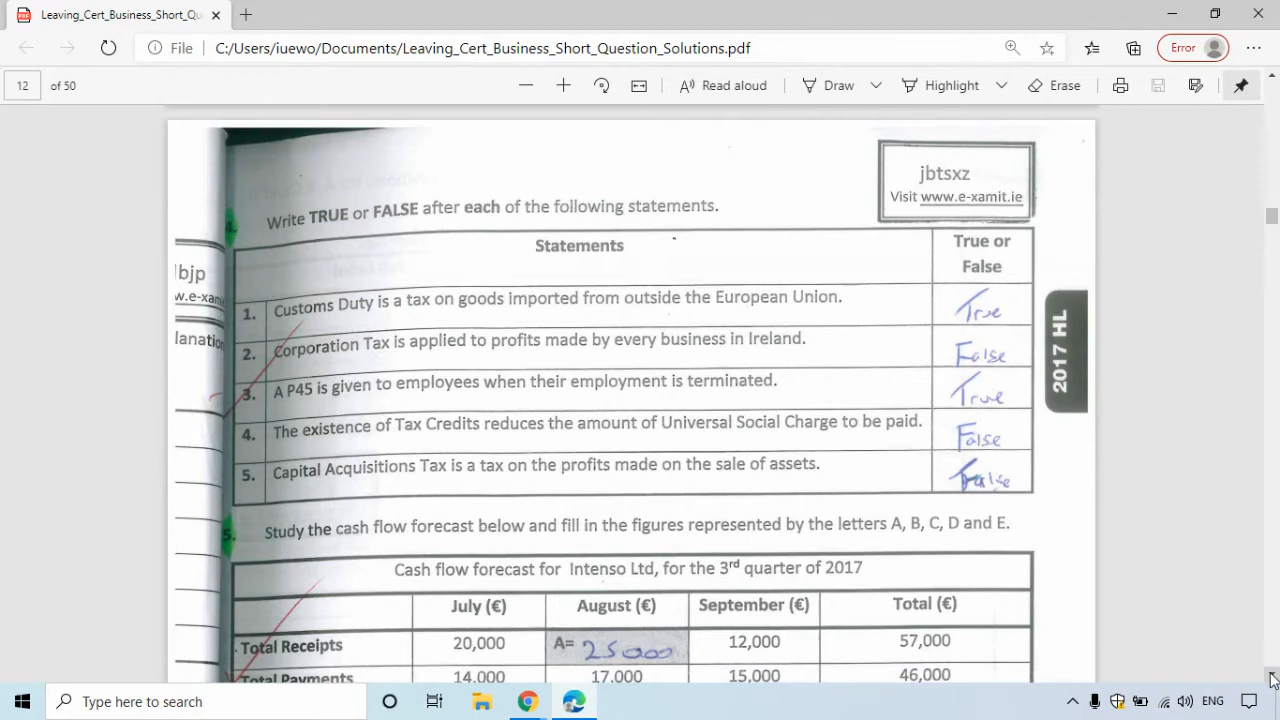 Leaving_Cert_Business_Short_Qu
File C:/Users/iuewo/Documents/Leaving_Cert_Business_Short_Question_Solutions.pdf
Error
12 of 50
Read aloud Draw Highlight Erase
jbtsxz
Visit www.e-xamit.ie
Write TRUE or FALSE after each of the following statements.
Statements True or False
1. Customs Duty is a tax on goods imported from outside the European Union. True
2. Corporation Tax is applied to profits made by every business in Ireland. False
3. A P45 is given to employees when their employment is terminated. True
4. The existence of Tax Credits reduces the amount of Universal Social Charge to be paid. False
5. Capital Acquisitions Tax is a tax on the profits made on the sale of assets. False
lbjp
w.e-xam
lanation
2017 HL
5. Study the cash flow forecast below and fill in the figures represented by the letters A, B, C, D and E.
Cash flow forecast for Intenso Ltd, for the 3rd quarter of 2017
July (€) August (€) September (€) Total (€)
Total Receipts 20,000 A= 25000 12,000 57,000
Total Payments 14,000 17,000 15,000 46,000
Type here to search
ENG